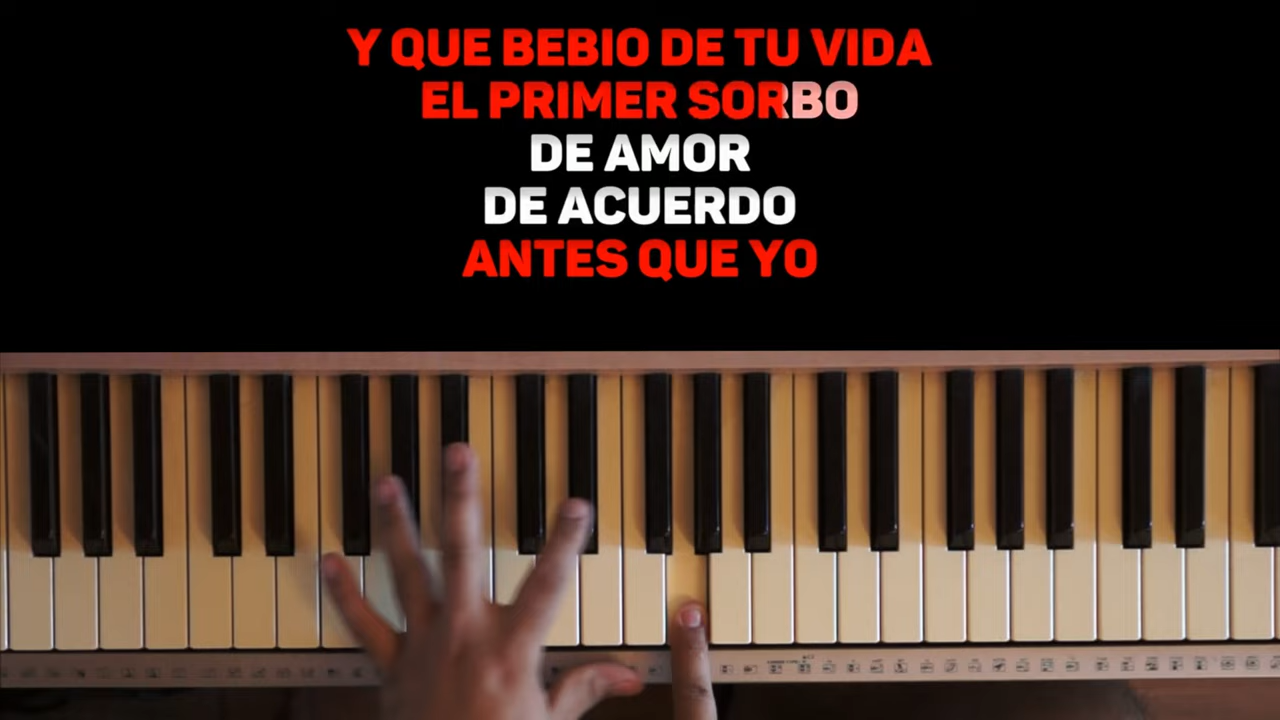 Y QUE BEBIO DE TU VIDA
EL PRIMER SORBO
DE AMOR
DE ACUERDO
ANTES QUE YO